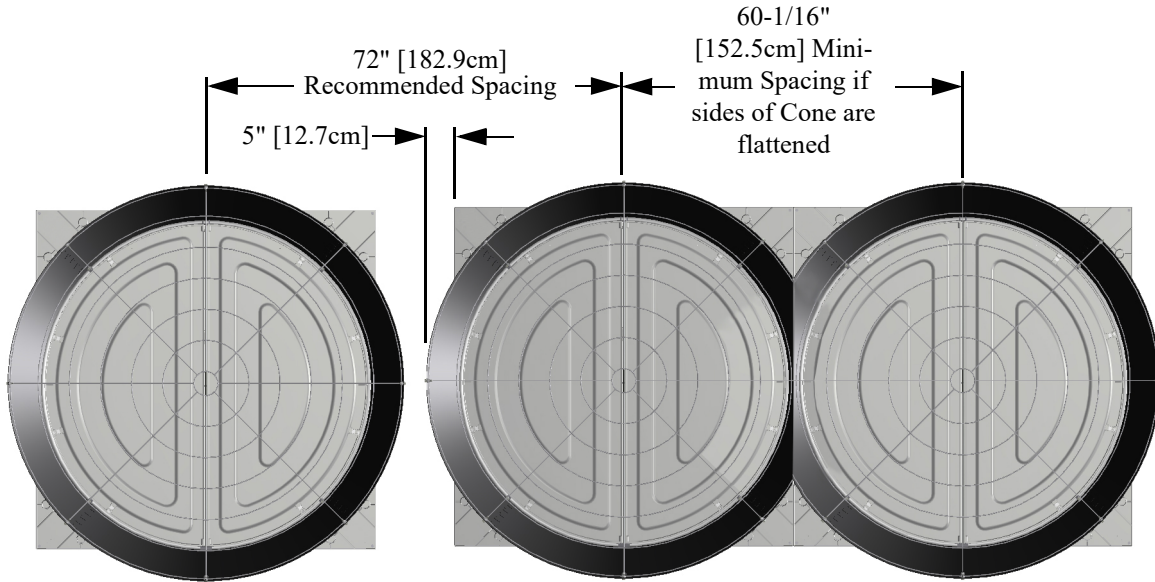 72" [182.9cm]
Recommended Spacing
5" [12.7cm]
60-1/16"
[152.5cm] Mini-
mum Spacing if
sides of Cone are
flattened